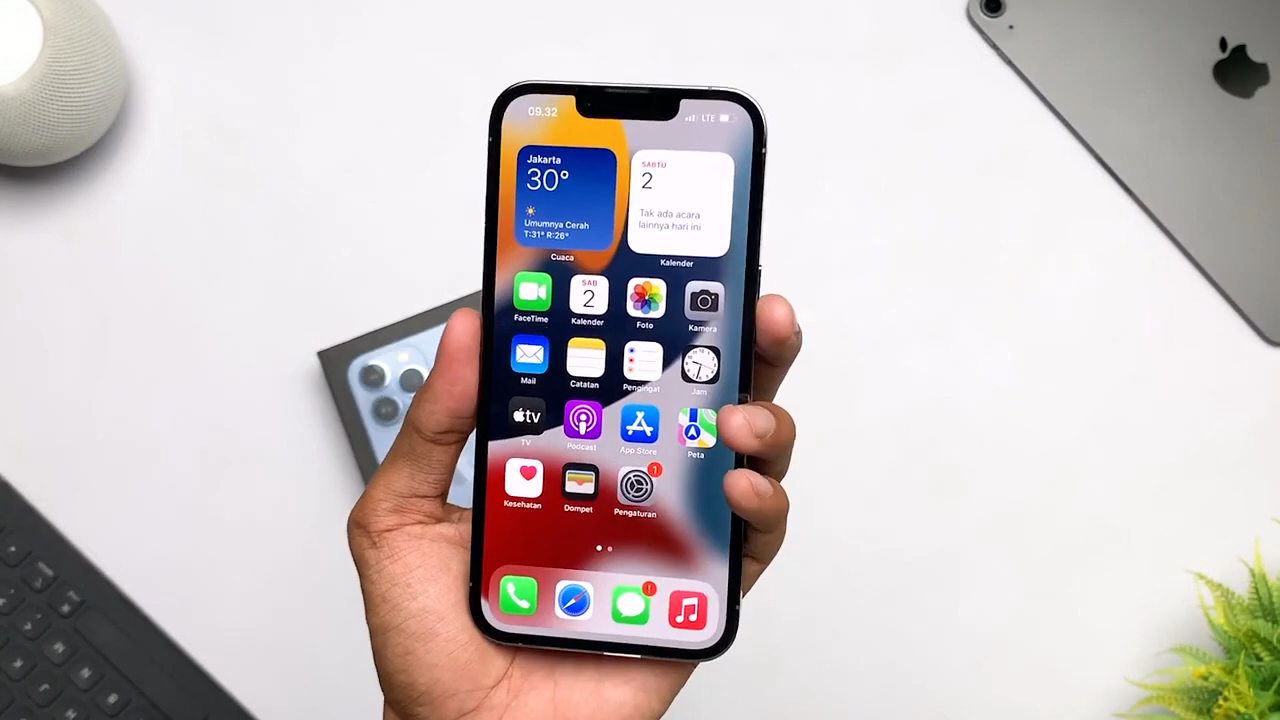 09.32
LTE
Jakarta
30°
Umumnya Cerah
T:31° R:26°
Cuaca
SABTU
2
Tak ada acara
lainnya hari ini
Kalender
FaceTime
SAB
2
Kalender
Foto
Kamera
Mail
Catatan
Pengingat
Jam
tv
TV
Podcast
App Store
Peta
Kesehatan
Dompet
1
Pengaturan
!